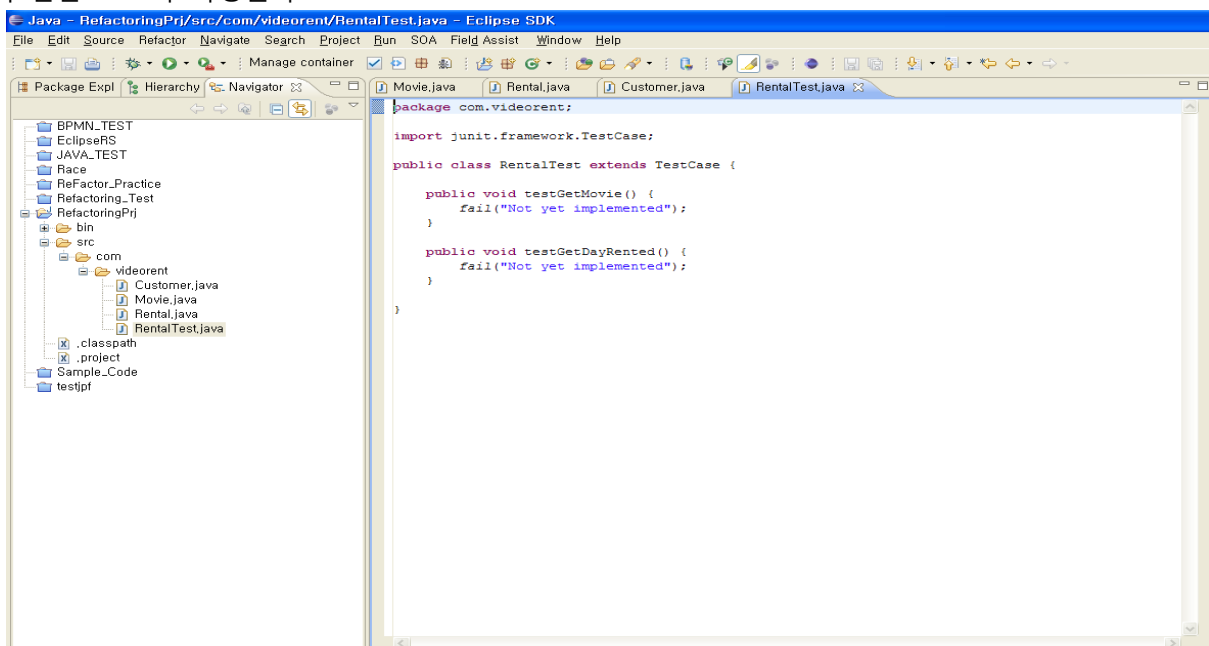 Java - RefactoringPrj/src/com/videorent/RentalTest.java - Eclipse SDK
File Edit Source Refactor Navigate Search Project Run SOA Field Assist Window Help
Manage container
Package Expl Hierarchy Navigator
Movie.java Rental.java Customer.java RentalTest.java
BPMN_TEST
EclipseRS
JAVA_TEST
Race
ReFactor_Practice
Refactoring_Test
RefactoringPrj
bin
src
com
videorent
Customer.java
Movie.java
Rental.java
RentalTest.java
.classpath
.project
Sample_Code
testjpf
package com.videorent;
import junit.framework.TestCase;
public class RentalTest extends TestCase {
public void testGetMovie() {
fail("Not yet implemented");
}
public void testGetDayRented() {
fail("Not yet implemented");
}
}